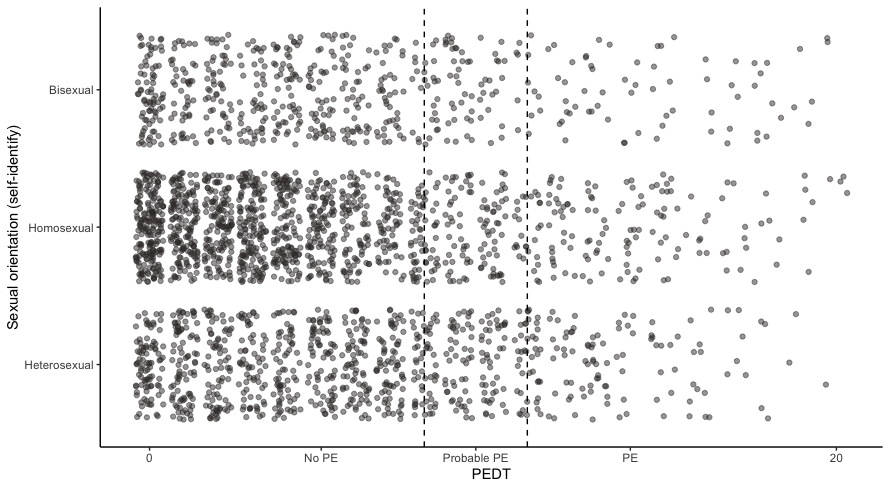 Sexual orientation (self-identify)
Bisexual
Homosexual
Heterosexual
0
No PE
Probable PE
PE
20
PEDT